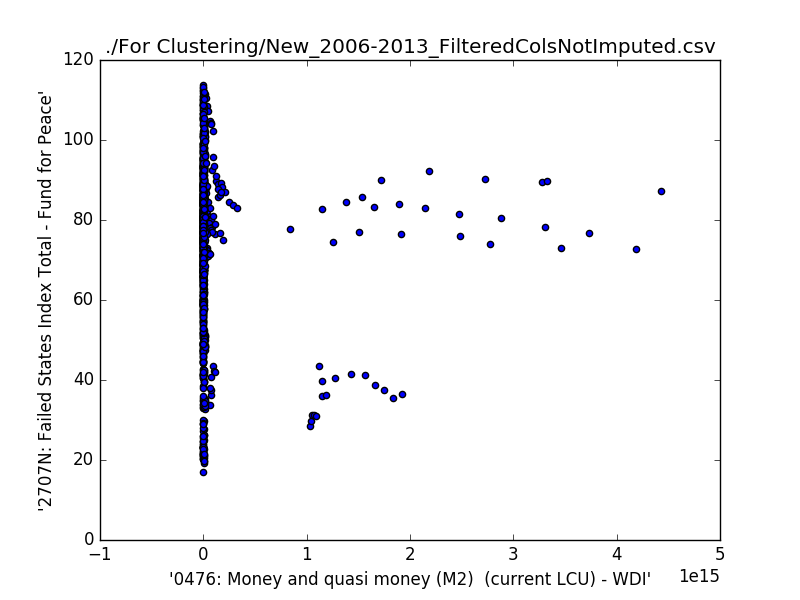 ./For Clustering/New_2006-2013_FilteredColsNotImputed.csv
120
100
80
60
40
20
0
'2707N: Failed States Index Total - Fund for Peace'
−1 0 1 2 3 4 5
1e15
'0476: Money and quasi money (M2)  (current LCU) - WDI'